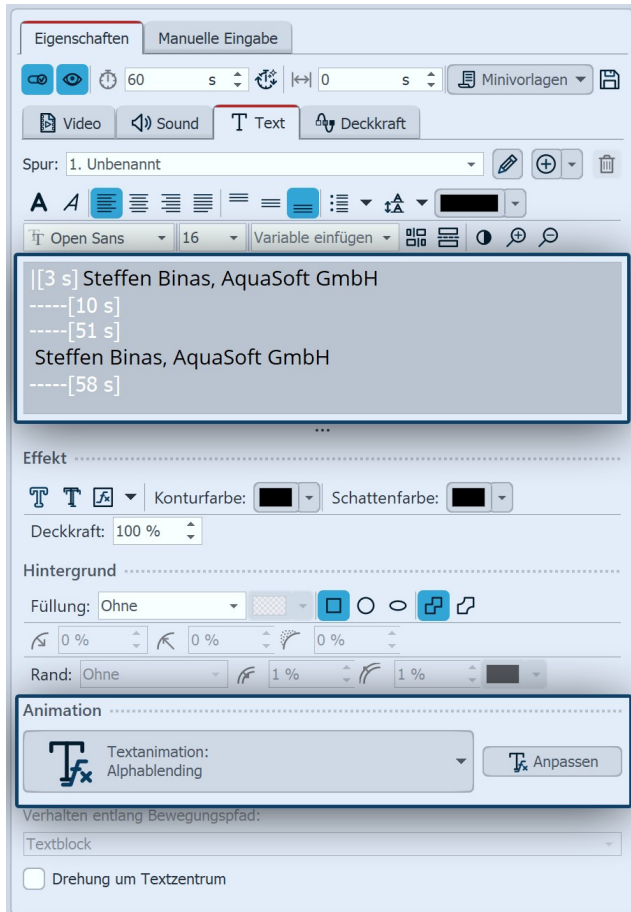 Eigenschaften Manuelle Eingabe
60 s 0 s Minivorlagen
Video Sound T Text Deckkraft
Spur: 1. Unbenannt
A A A
Open Sans 16 Variable einfügen
|[3 s] Steffen Binas, AquaSoft GmbH
-----[10 s]
-----[51 s]
Steffen Binas, AquaSoft GmbH
-----[58 s]
...
Effekt
T T fx Konturfarbe: Schattenfarbe:
Deckkraft: 100 %
Hintergrund
Füllung: Ohne
0 % 0 % 0 %
Rand: Ohne 1 % 1 %
Animation
Textanimation:
Alphablending
Tfx Anpassen
Verhalten entlang Bewegungspfad:
Textblock
Drehung um Textzentrum